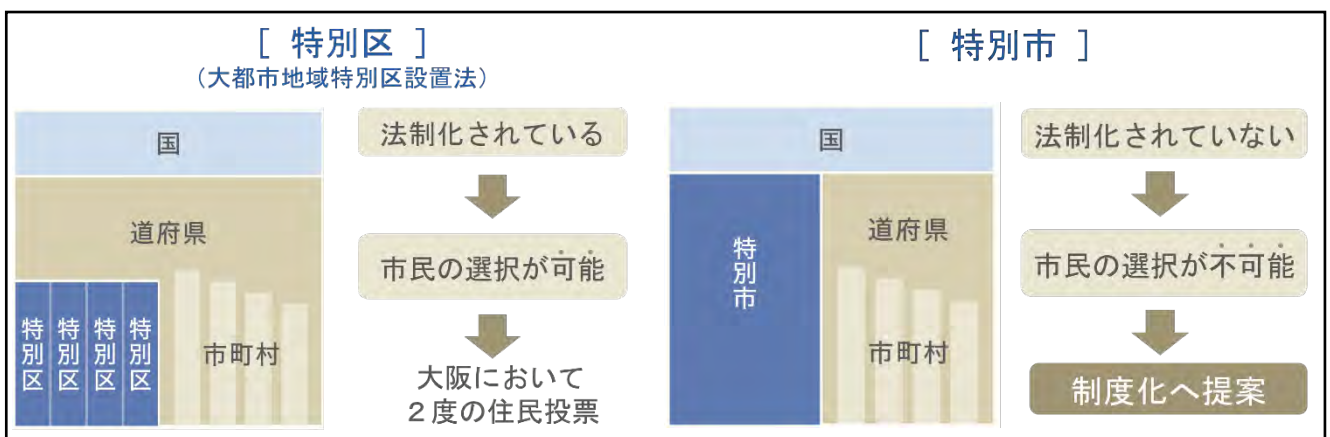 [ 特別区 ]
(大都市地域特別区設置法)
国
道府県
特別区
特別区
特別区
特別区
市町村
法制化されている
市民の選択が可能
大阪において
2度の住民投票
[ 特別市 ]
国
特別市
道府県
市町村
法制化されていない
市民の選択が不可能
制度化へ提案